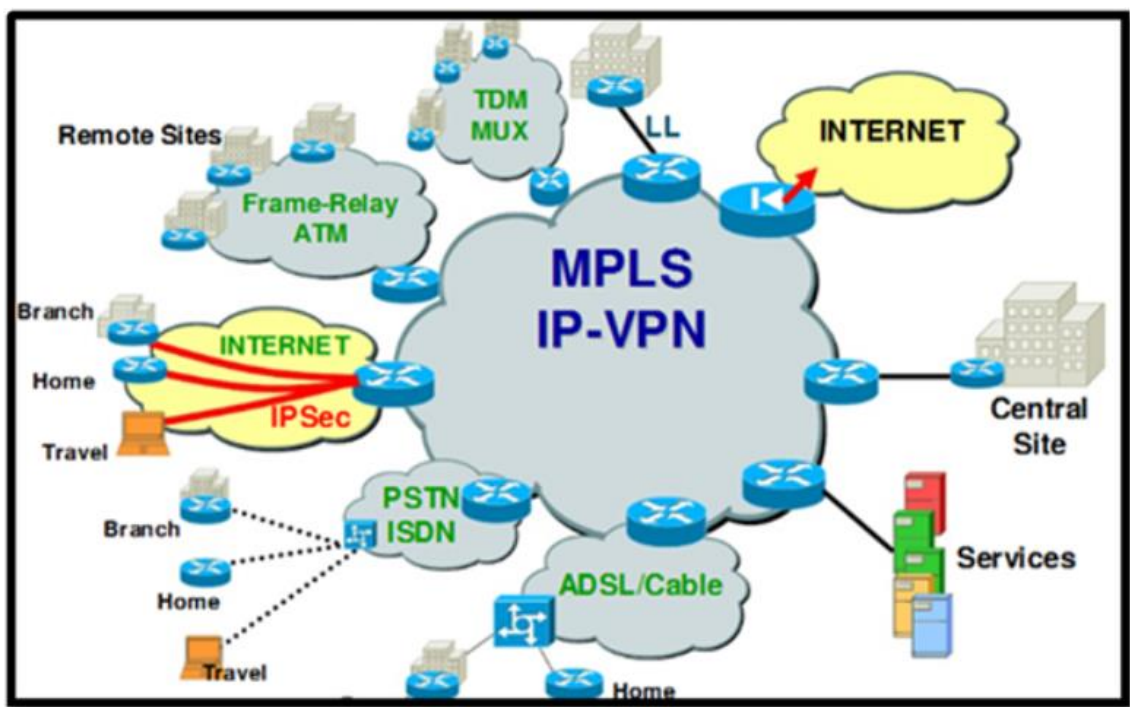 TDM
MUX
LL
INTERNET
Remote Sites
Frame-Relay
ATM
MPLS
IP-VPN
Branch
INTERNET
Home
IPSec
Travel
Central
Site
PSTN
ISDN
Branch
Services
ADSL/Cable
Home
Travel
Home